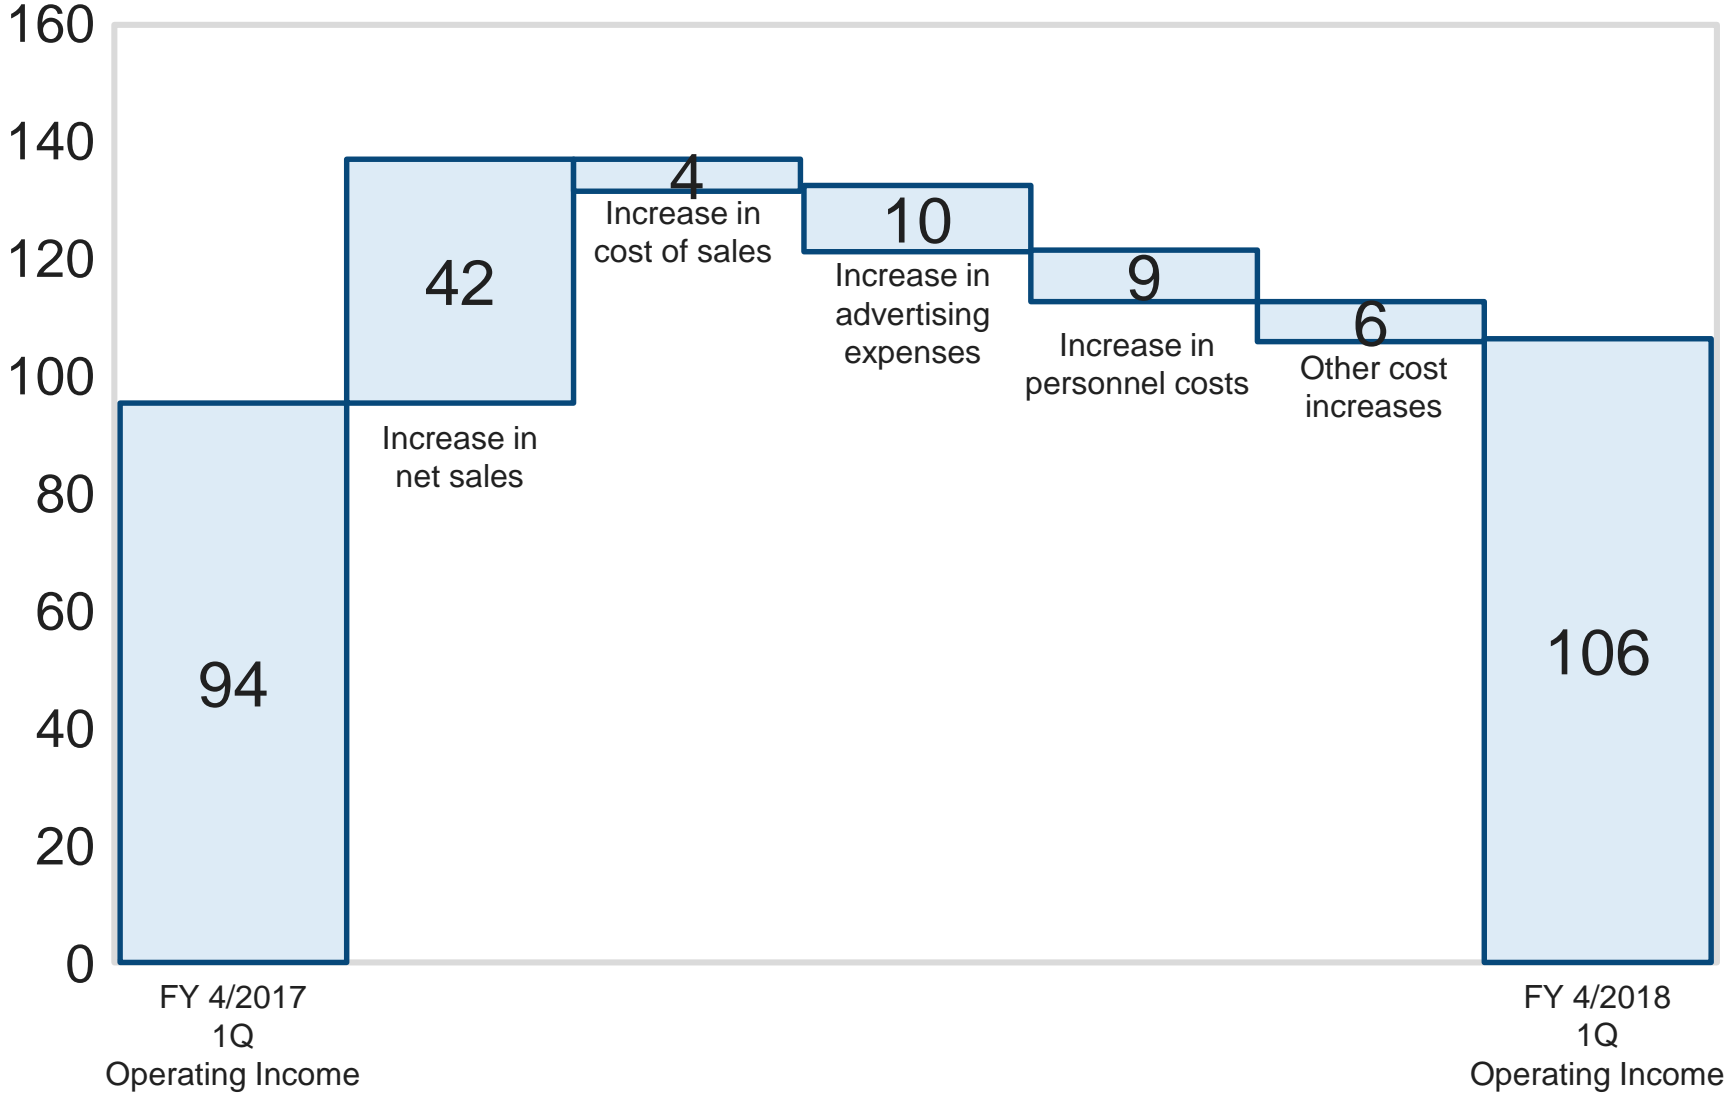 160
140
120
100
80
60
40
20
0
94
42
4
10
9
6
106
Increase in
net sales
Increase in
cost of sales
Increase in
advertising
expenses
Increase in
personnel costs
Other cost
increases
FY 4/2017
1Q
Operating Income
FY 4/2018
1Q
Operating Income